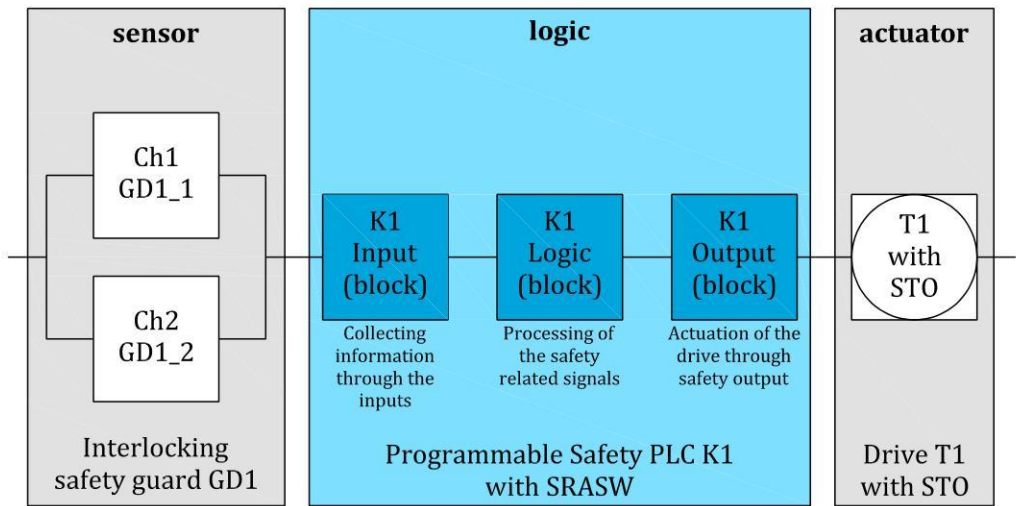 sensor
Ch1
GD1_1
Ch2
GD1_2
Interlocking
safety guard GD1
logic
K1
Input
(block)
Collecting
information
through the
inputs
K1
Logic
(block)
Processing of
the safety
related signals
K1
Output
(block)
Actuation of the
drive through
safety output
Programmable Safety PLC K1
with SRASW
actuator
T1
with
STO
Drive T1
with STO